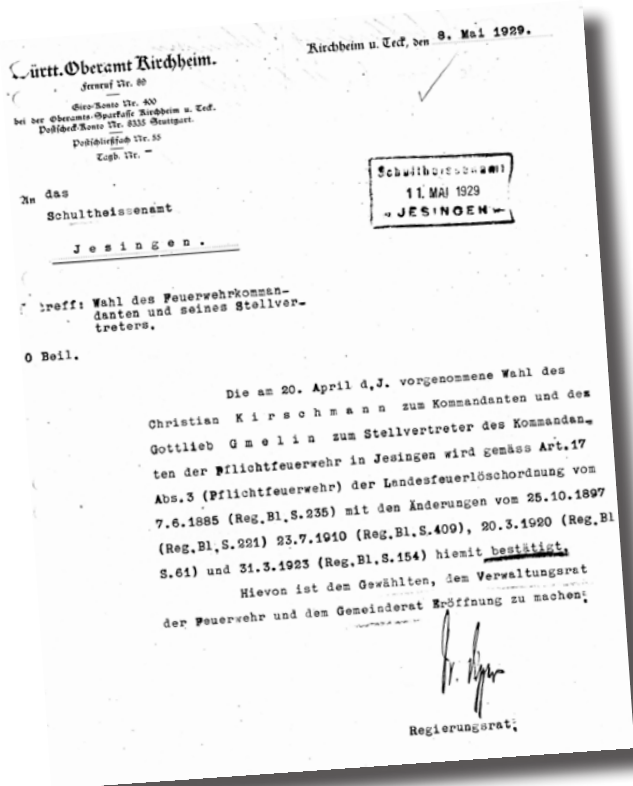 Württ. Oberamt Kirchheim.
Fernruf Nr. 89
Giro-Konto Nr. 400
bei der Oberamts-Sparkasse Kirchheim u. Teck.
Postscheck-Konto Nr. 8335 Stuttgart.
Postschließfach Nr. 55
Tagb. Nr. -
Kirchheim u. Teck, den 8. Mai 1929.
An das
Schultheissenamt
Jesingen.
Schultheissenamt
11. MAI 1929
JESINGEN
Betreff: Wahl des Feuerwehrkomman-
danten und seines Stellver-
treters.
0 Beil.
Die am 20. April d.J. vorgenommene Wahl des
Christian Kirschmann zum Kommandanten und des
Gottlieb Gmelin zum Stellvertreter des Kommandan-
ten der Pflichtfeuerwehr in Jesingen wird gemäss Art.17
Abs.3 (Pflichtfeuerwehr) der Landesfeuerlöschordnung vom
7.6.1885 (Reg.Bl.S.235) mit den Änderungen vom 25.10.1897
(Reg.Bl.S.221) 23.7.1910 (Reg.Bl.S.409), 20.3.1920 (Reg.Bl
S.61) und 31.3.1923 (Reg.Bl.S.154) hiemit bestätigt.
Hievon ist dem Gewählten, dem Verwaltungsrat
der Feuerwehr und dem Gemeinderat Eröffnung zu machen.
Regierungsrat.